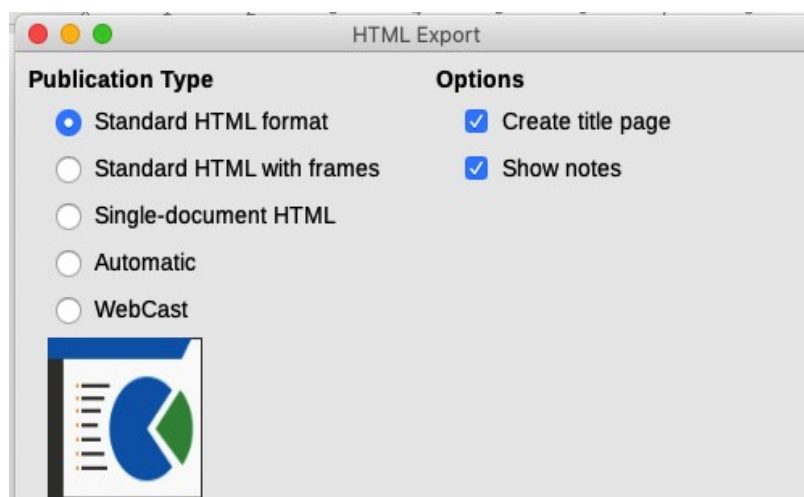 HTML Export
Publication Type
Standard HTML format
Standard HTML with frames
Single-document HTML
Automatic
WebCast
Options
Create title page
Show notes